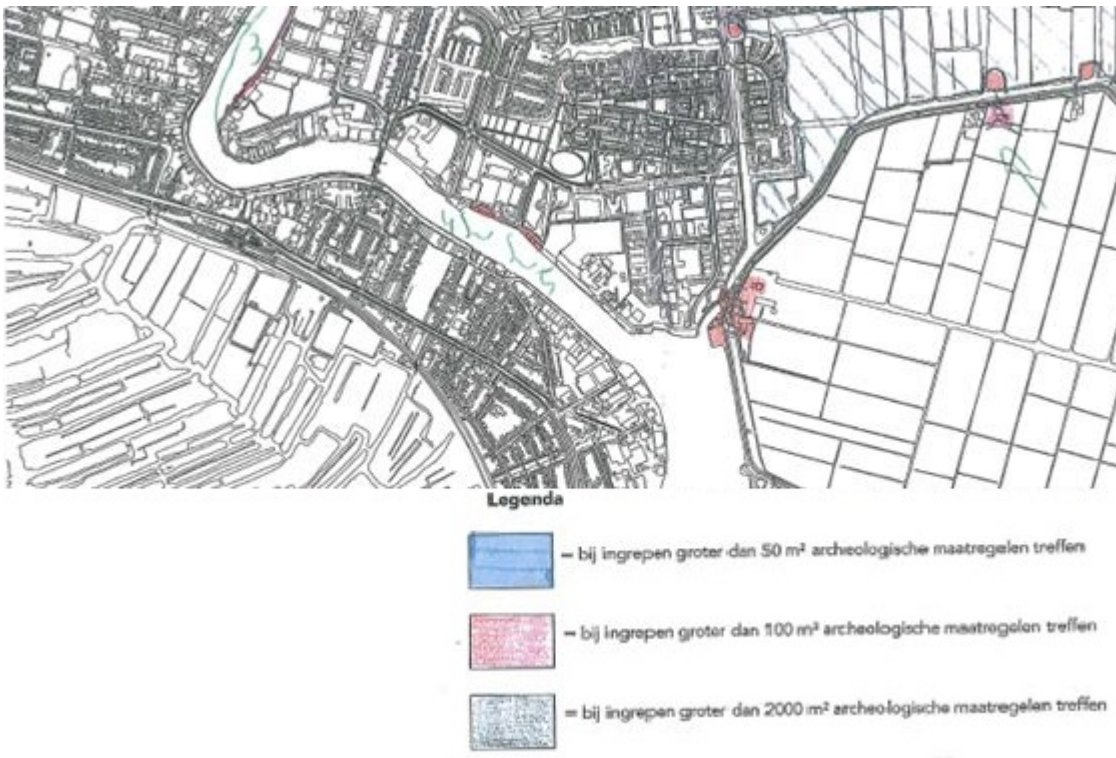 Legenda
= bij ingrepen groter dan 50 m² archeologische maatregelen treffen
= bij ingrepen groter dan 100 m² archeologische maatregelen treffen
= bij ingrepen groter dan 2000 m² archeologische maatregelen treffen